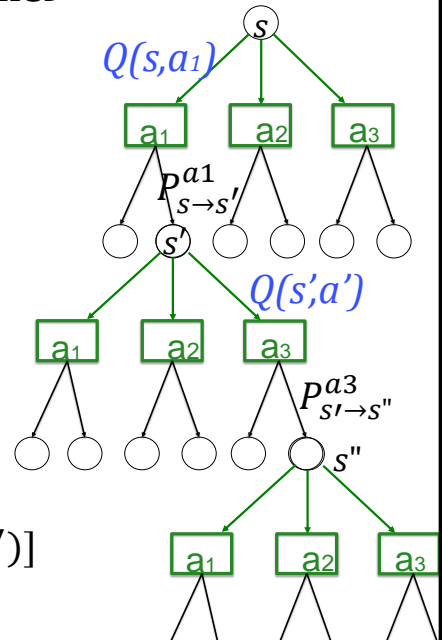 s
Q(s,a₁)
a₁ a₂ a₃
P^{a1}_{s→s′}
s′
Q(s′,a′)
a₁ a₂ a₃
P^{a3}_{s′→s"}
s"
′)]
a₁ a₂ a₃